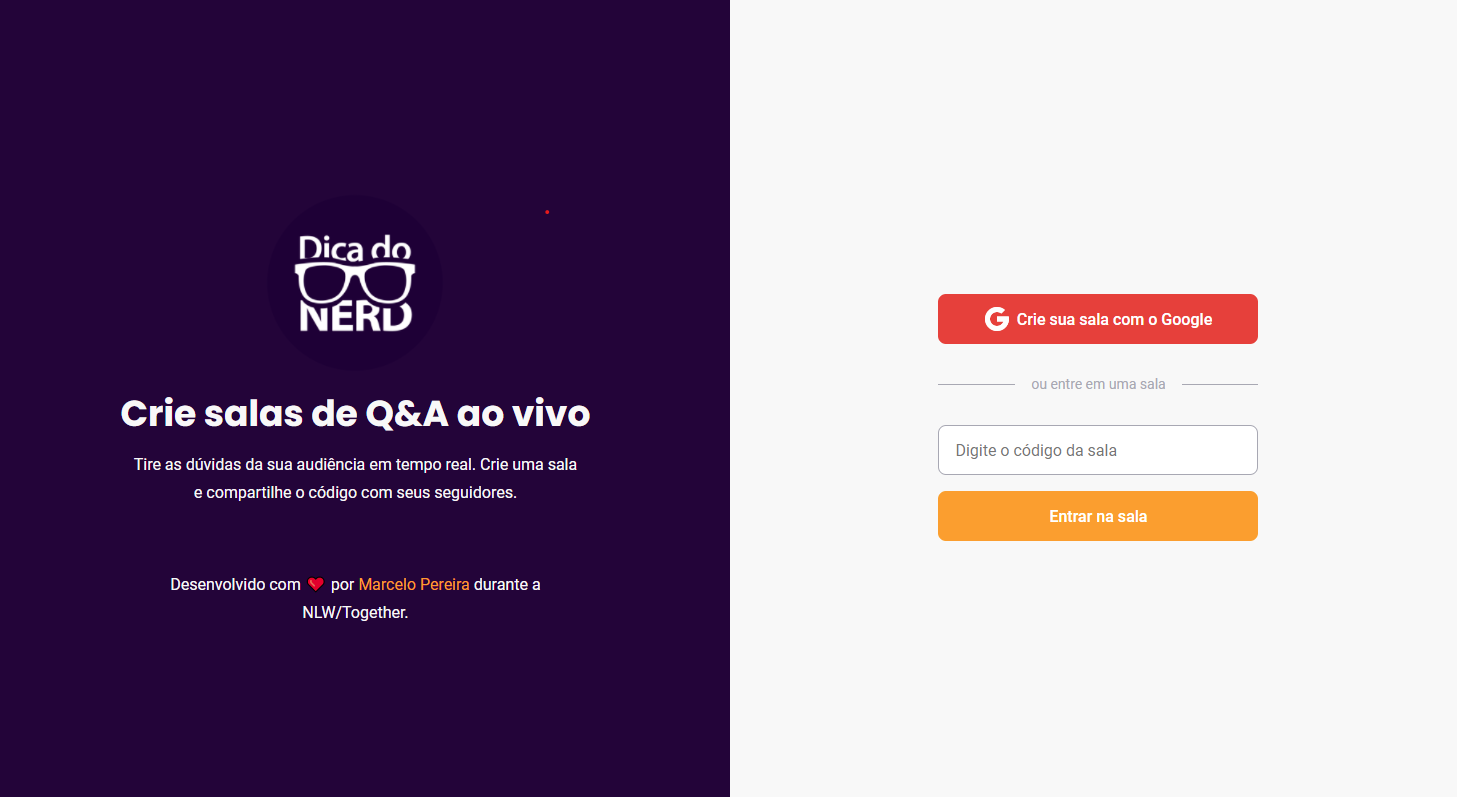 Dica do
NERD
Crie salas de Q&A ao vivo
Tire as dúvidas da sua audiência em tempo real. Crie uma sala
e compartilhe o código com seus seguidores.
Desenvolvido com ❤️ por Marcelo Pereira durante a
NLW/Together.
Crie sua sala com o Google
ou entre em uma sala
Digite o código da sala
Entrar na sala